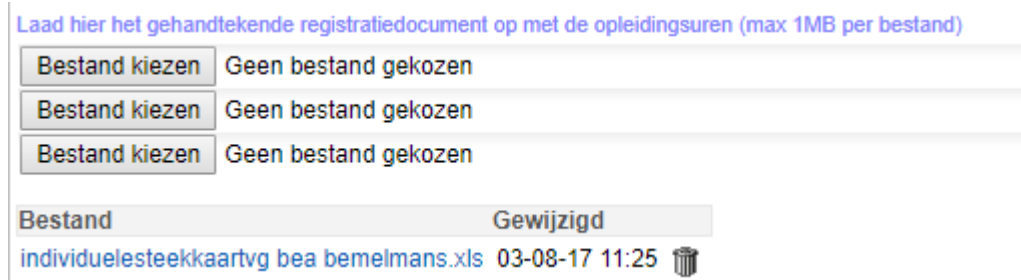 Laad hier het gehandtekende registratiedocument op met de opleidingsuren (max 1MB per bestand)
Bestand kiezen Geen bestand gekozen
Bestand kiezen Geen bestand gekozen
Bestand kiezen Geen bestand gekozen
Bestand Gewijzigd
individuelesteekkaartvg bea bemelmans.xls 03-08-17 11:25